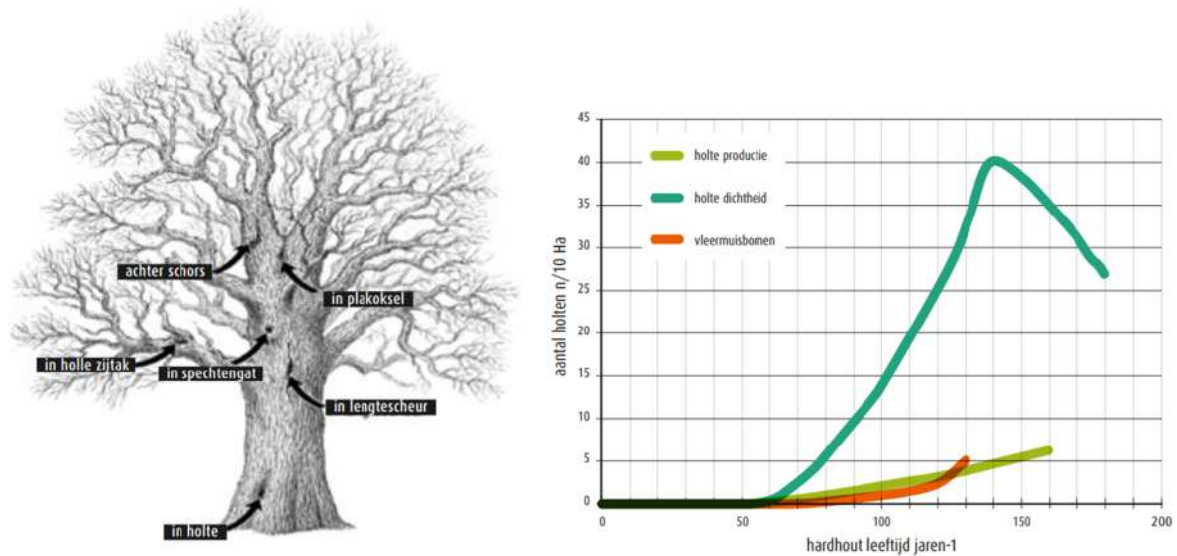 achter schors
in plakoksel
in holle zijtak
in spechtengat
in lengtescheur
in holte
aantal holten n/10 Ha
45
40
35
30
25
20
15
10
5
0
holte productie
holte dichtheid
vleermuisbomen
0 50 100 150 200
hardhout leeftijd jaren-1